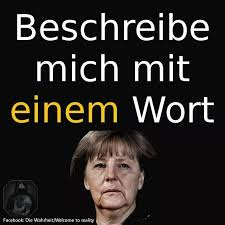 Beschreibe
mich mit
einem Wort
Facebook: Die Wahrheit/Welcome to reality